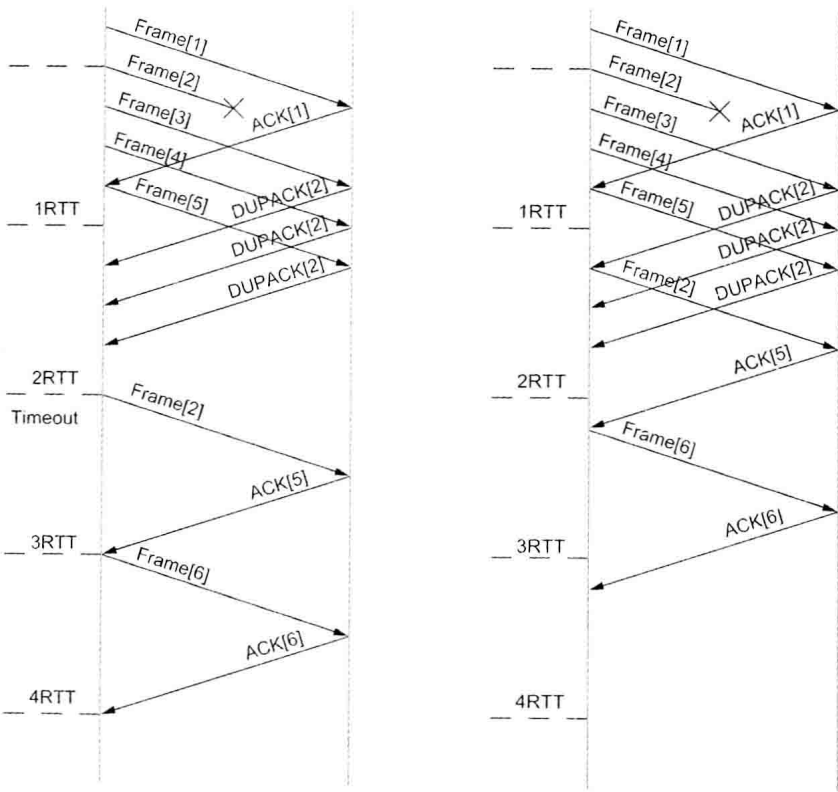 Frame[1]
Frame[2]
Frame[3]
ACK[1]
Frame[4]
Frame[5]
DUPACK[2]
1RTT
DUPACK[2]
DUPACK[2]
2RTT
Timeout
Frame[2]
ACK[5]
3RTT
Frame[6]
ACK[6]
4RTT
Frame[1]
Frame[2]
Frame[3]
ACK[1]
Frame[4]
Frame[5]
DUPACK[2]
1RTT
DUPACK[2]
Frame[2]
DUPACK[2]
ACK[5]
2RTT
Frame[6]
ACK[6]
3RTT
4RTT